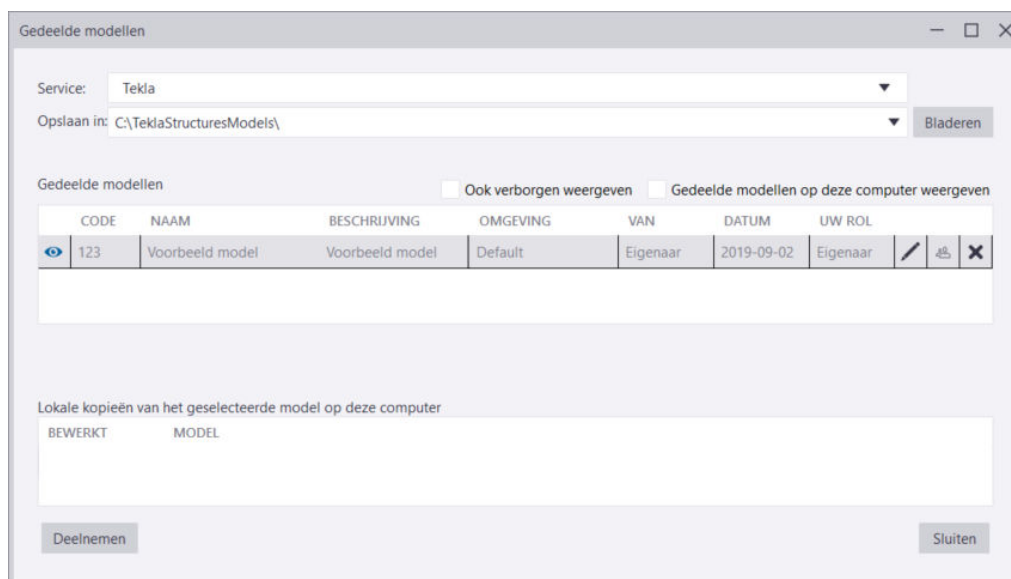 Gedeelde modellen
Service: Tekla
Opslaan in: C:\TeklaStructuresModels\ Bladeren
Gedeelde modellen Ook verborgen weergeven Gedeelde modellen op deze computer weergeven
CODE NAAM BESCHRIJVING OMGEVING VAN DATUM UW ROL
123 Voorbeeld model Voorbeeld model Default Eigenaar 2019-09-02 Eigenaar
Lokale kopieën van het geselecteerde model op deze computer
BEWERKT MODEL
Deelnemen Sluiten